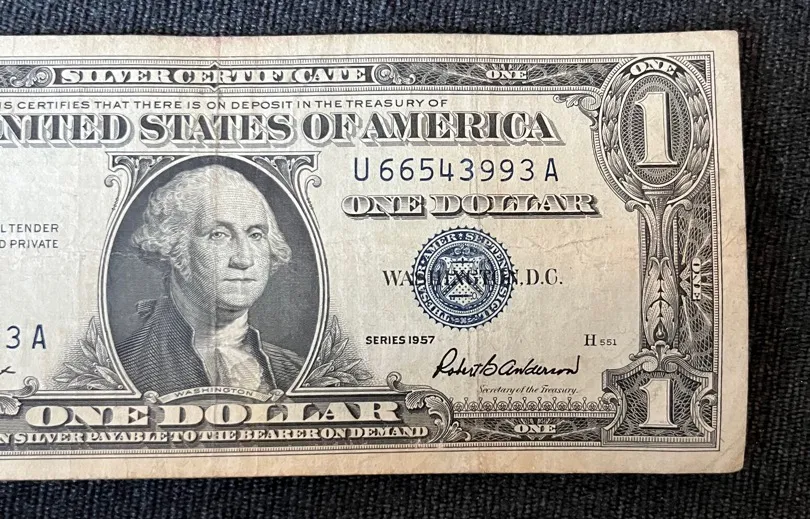 SILVER CERTIFICATE
ONE
ONE
IS CERTIFIES THAT THERE IS ON DEPOSIT IN THE TREASURY OF
NITED STATES OF AMERICA
1
U 66543993 A
ONE DOLLAR
L TENDER
D PRIVATE
WASHINGTON, D.C.
ONE
3 A
SERIES 1957
H 551
Robert B Anderson
Secretary of the Treasury.
WASHINGTON
ONE DOLLAR
1
N SILVER PAYABLE TO THE BEARER ON DEMAND
ONE